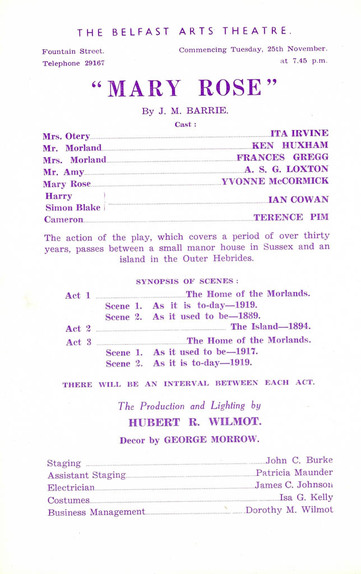 THE BELFAST ARTS THEATRE.
Fountain Street. Commencing Tuesday, 25th November.
Telephone 29167 at 7.45 p.m.
"MARY ROSE"
By J. M. BARRIE.
Cast :
Mrs. Otery ITA IRVINE
Mr. Morland KEN HUXHAM
Mrs. Morland FRANCES GREGG
Mr. Amy A. S. G. LOXTON
Mary Rose YVONNE McCORMICK
Harry
Simon Blake IAN COWAN
Cameron TERENCE PIM
The action of the play, which covers a period of over thirty
years, passes between a small manor house in Sussex and an
island in the Outer Hebrides.
SYNOPSIS OF SCENES :
Act 1 The Home of the Morlands.
Scene 1. As it is to-day—1919.
Scene 2. As it used to be—1889.
Act 2 The Island—1894.
Act 3 The Home of the Morlands.
Scene 1. As it used to be—1917.
Scene 2. As it is to-day—1919.
THERE WILL BE AN INTERVAL BETWEEN EACH ACT.
The Production and Lighting by
HUBERT R. WILMOT.
Decor by GEORGE MORROW.
Staging John C. Burke
Assistant Staging Patricia Maunder
Electrician James C. Johnson
Costumes Isa G. Kelly
Business Management Dorothy M. Wilmot